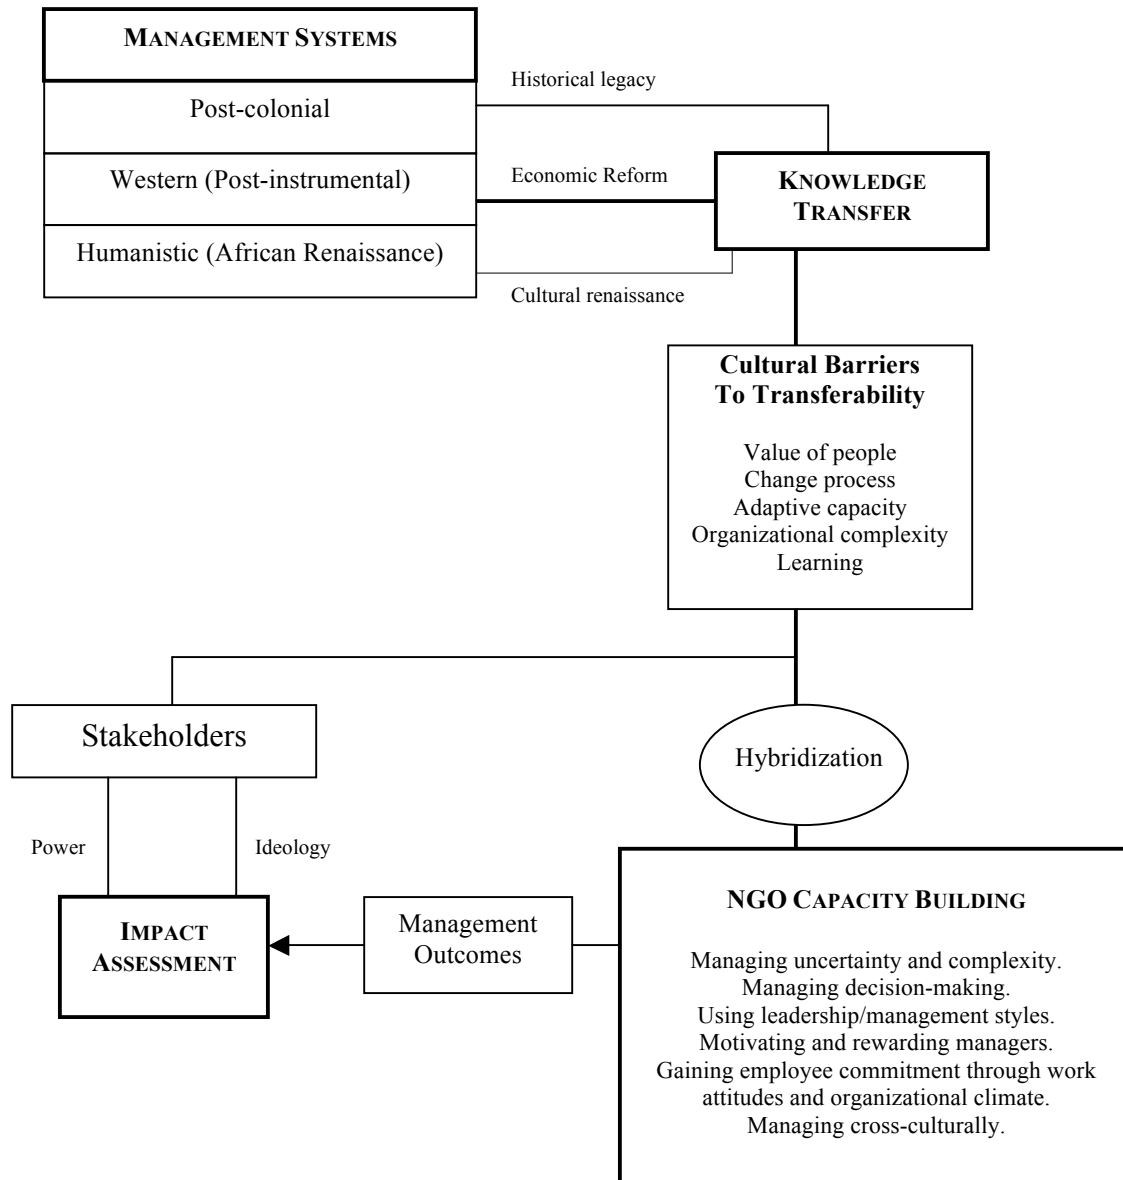 MANAGEMENT SYSTEMS
Post-colonial
Western (Post-instrumental)
Humanistic (African Renaissance)
Historical legacy
Economic Reform
Cultural renaissance
KNOWLEDGE
TRANSFER
Cultural Barriers
To Transferability
Value of people
Change process
Adaptive capacity
Organizational complexity
Learning
Stakeholders
Hybridization
Power
Ideology
IMPACT
ASSESSMENT
Management
Outcomes
NGO CAPACITY BUILDING
Managing uncertainty and complexity.
Managing decision-making.
Using leadership/management styles.
Motivating and rewarding managers.
Gaining employee commitment through work
attitudes and organizational climate.
Managing cross-culturally.